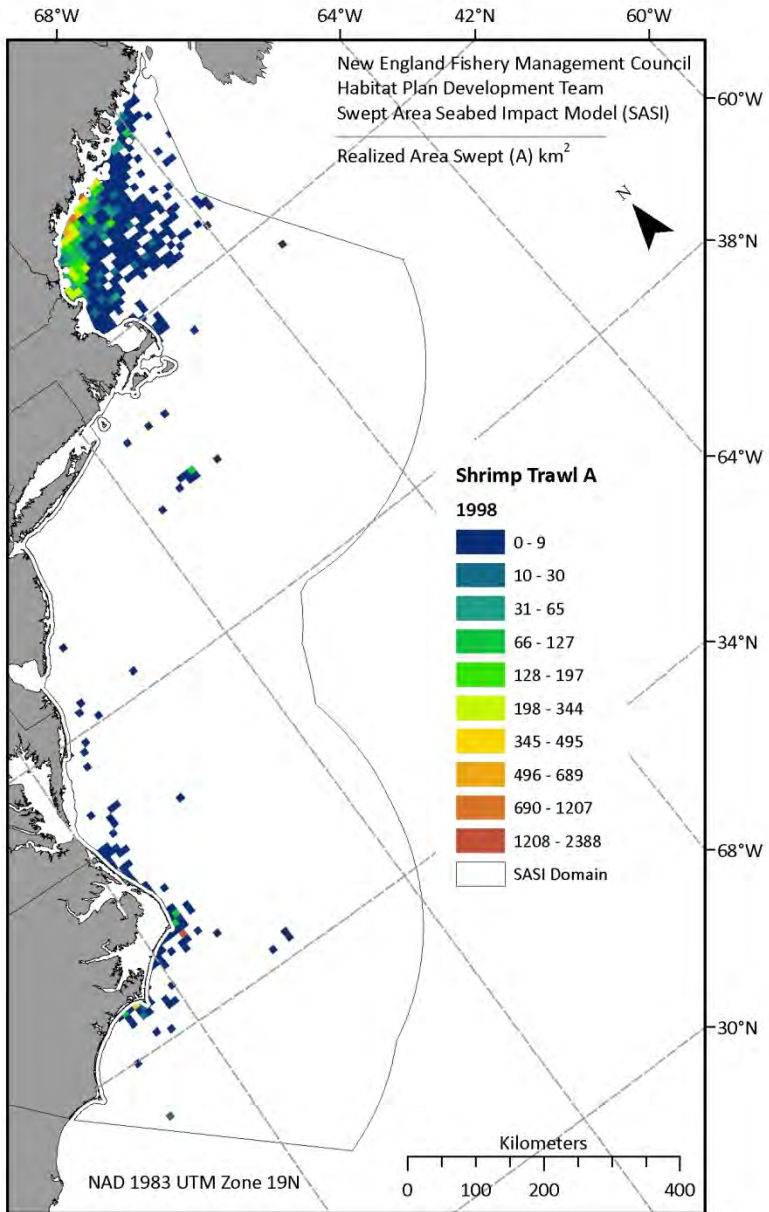 68°W 64°W 42°N 60°W
New England Fishery Management Council
Habitat Plan Development Team
Swept Area Seabed Impact Model (SASI)
Realized Area Swept (A) km²
60°W
N
38°N
64°W
Shrimp Trawl A
1998
0 - 9
10 - 30
31 - 65
66 - 127
128 - 197
198 - 344
345 - 495
496 - 689
690 - 1207
1208 - 2388
SASI Domain
34°N
68°W
30°N
Kilometers
0 100 200 400
NAD 1983 UTM Zone 19N